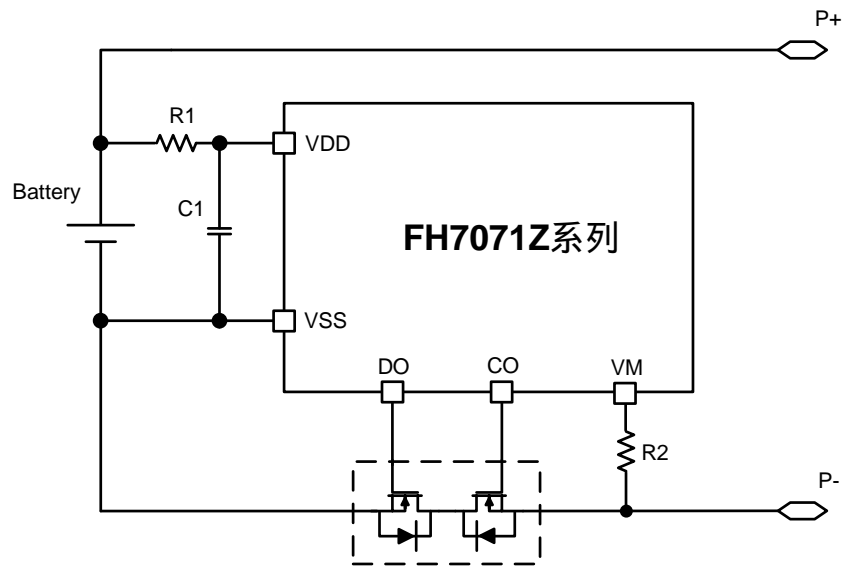 P+
R1
VDD
Battery
C1
FH7071Z系列
VSS
DO
CO
VM
R2
P-